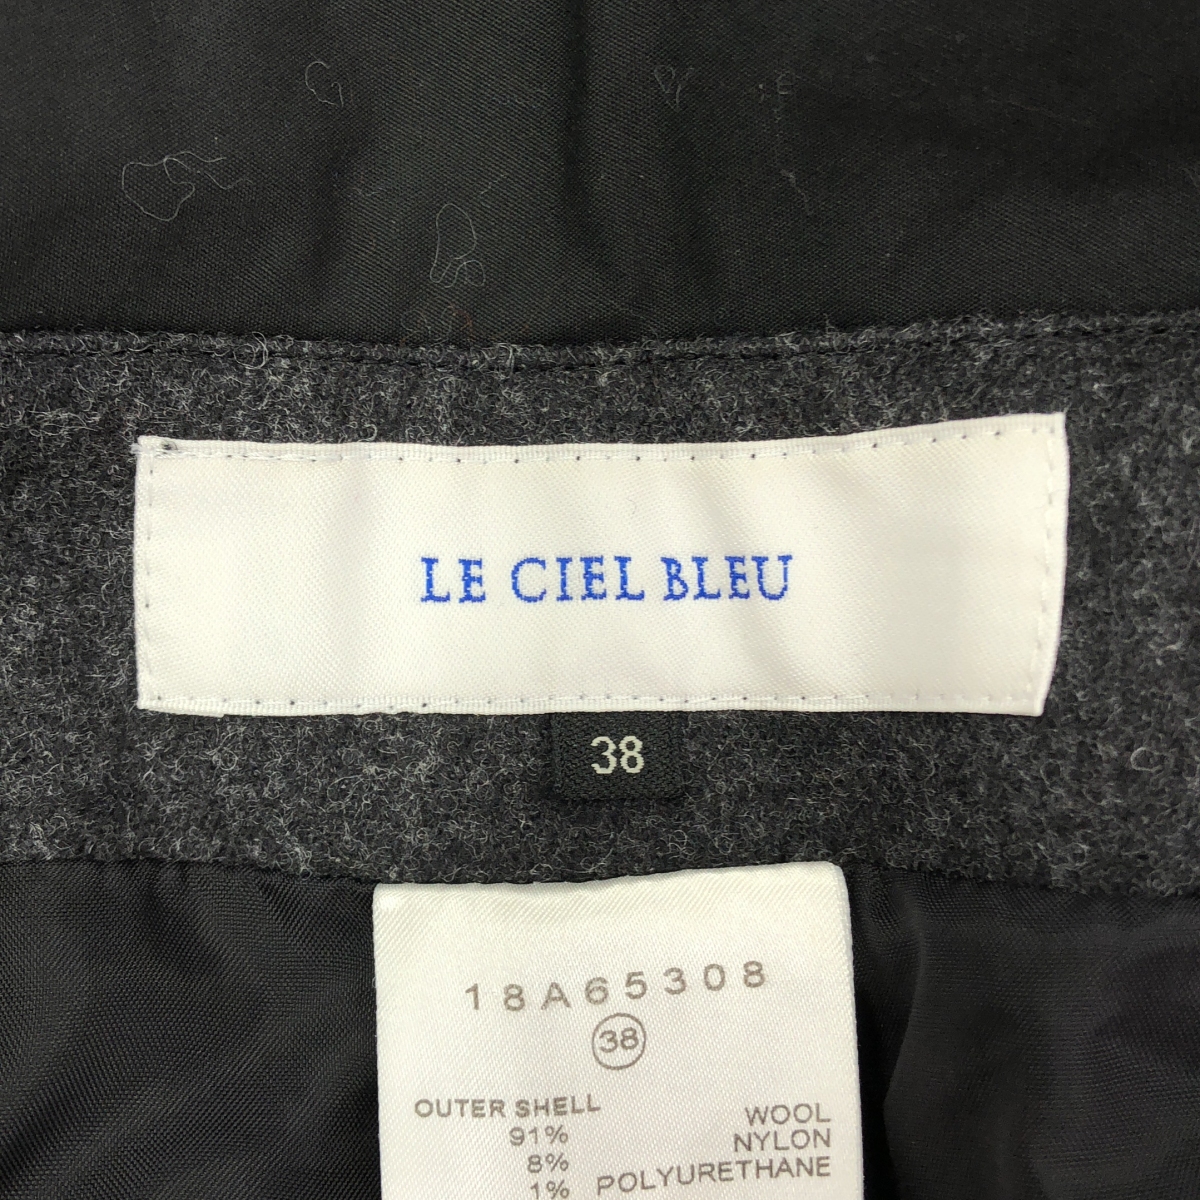 LE CIEL BLEU
38
18A65308
38
OUTER SHELL
91% WOOL
8% NYLON
1% POLYURETHANE